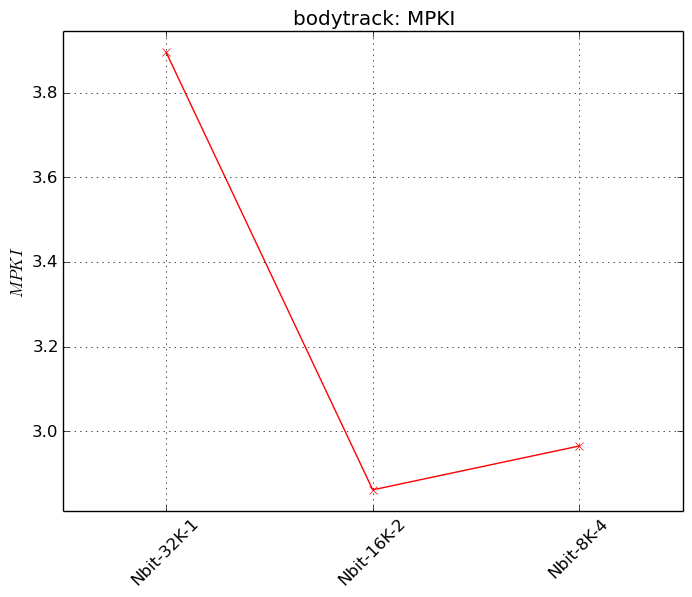 bodytrack: MPKI
3.8
3.6
3.4
3.2
3.0
MPKI
Nbit-32K-1
Nbit-16K-2
Nbit-8K-4